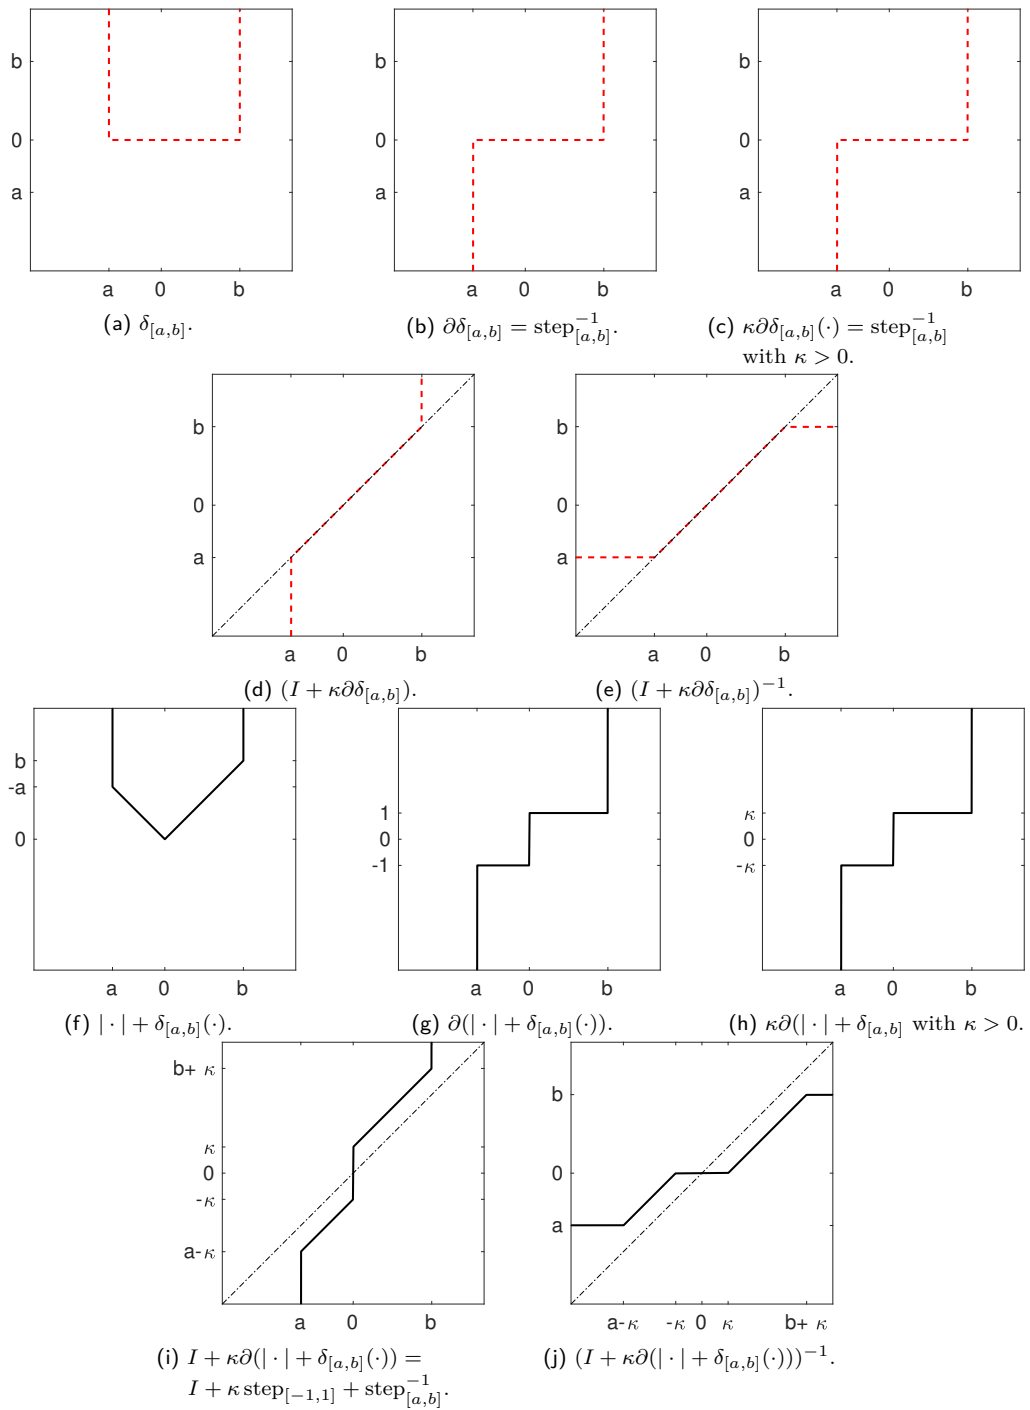 b b b
0 0 0
a a a
a 0 b a 0 b a 0 b
(a) δ[a,b]. (b) ∂δ[a,b] = step⁻¹[a,b]. (c) κ∂δ[a,b](·) = step⁻¹[a,b]
with κ > 0.
b b
0 0
a a
a 0 b a 0 b
(d) (I + κ∂δ[a,b]). (e) (I + κ∂δ[a,b])⁻¹.
b
-a
0
1
0
-1
κ
0
-κ
a 0 b a 0 b a 0 b
(f) | · | + δ[a,b](·). (g) ∂(| · | + δ[a,b](·)). (h) κ∂(| · | + δ[a,b] with κ > 0.
b+ κ
κ
0
-κ
a-κ
b
0
a
a 0 b a-κ -κ 0 κ b+ κ
(i) I + κ∂(| · | + δ[a,b](·)) = (j) (I + κ∂(| · | + δ[a,b](·)))⁻¹.
I + κ step[−1,1] + step⁻¹[a,b].